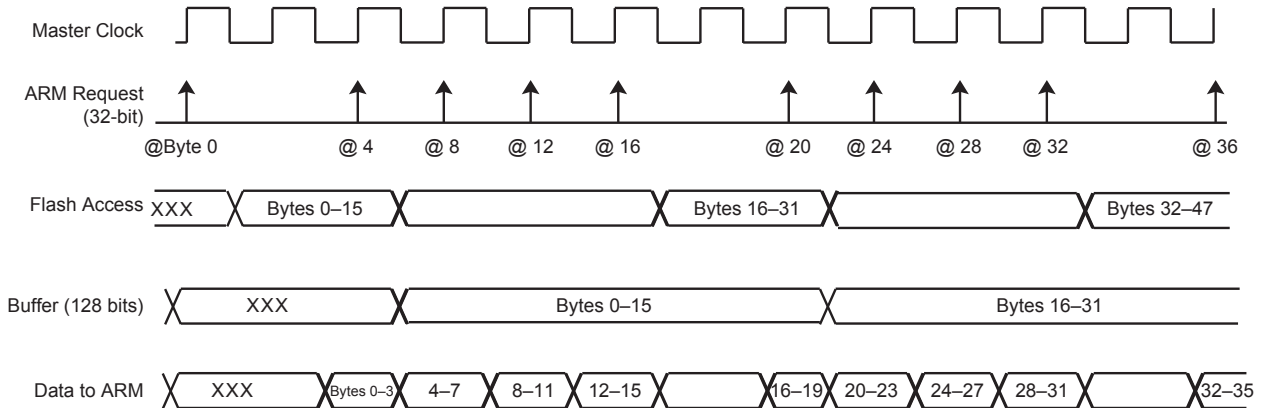 Master Clock
ARM Request
(32-bit)
@Byte 0 @ 4 @ 8 @ 12 @ 16 @ 20 @ 24 @ 28 @ 32 @ 36
Flash Access XXX Bytes 0–15 Bytes 16–31 Bytes 32–47
Buffer (128 bits) XXX Bytes 0–15 Bytes 16–31
Data to ARM XXX Bytes 0–3 4–7 8–11 12–15 16–19 20–23 24–27 28–31 32–35